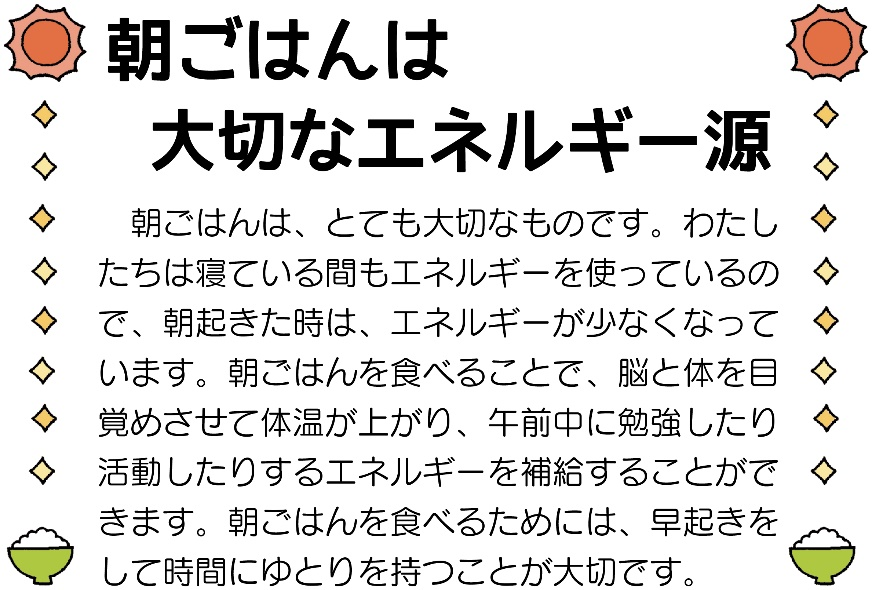 朝ごはんは
大切なエネルギー源
朝ごはんは、とても大切なものです。わたし
たちは寝ている間もエネルギーを使っているの
で、朝起きた時は、エネルギーが少なくなって
います。朝ごはんを食べることで、脳と体を目
覚めさせて体温が上がり、午前中に勉強したり
活動したりするエネルギーを補給することがで
きます。朝ごはんを食べるためには、早起きを
して時間にゆとりを持つことが大切です。